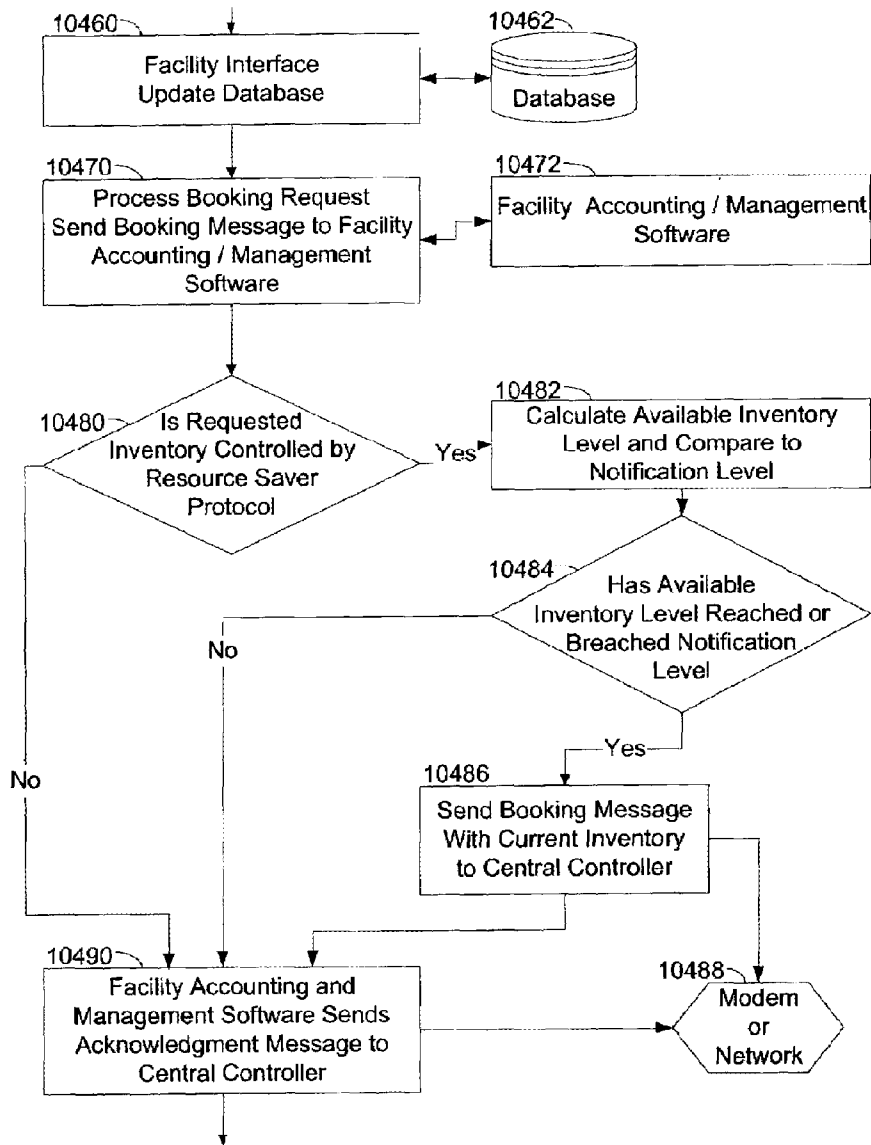 10460
Facility Interface
Update Database
10462
Database
10470
Process Booking Request
Send Booking Message to Facility
Accounting / Management
Software
10472
Facility Accounting / Management
Software
10480
Is Requested
Inventory Controlled by
Resource Saver
Protocol
Yes
10482
Calculate Available Inventory
Level and Compare to
Notification Level
10484
Has Available
Inventory Level Reached or
Breached Notification
Level
No
Yes
No
10486
Send Booking Message
With Current Inventory
to Central Controller
10490
Facility Accounting and
Management Software Sends
Acknowledgment Message to
Central Controller
10488
Modem
or
Network